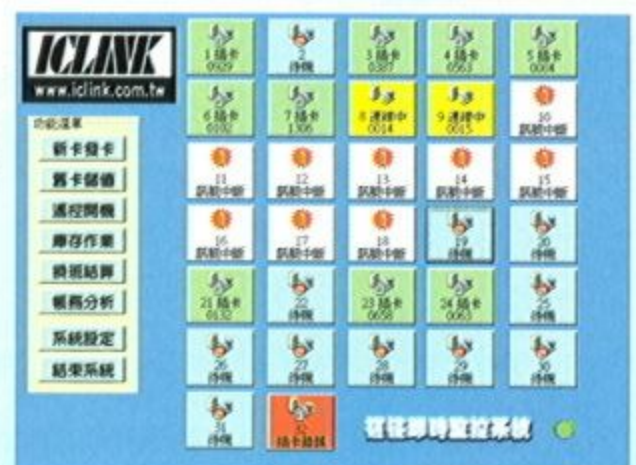 ICLINK
www.iclink.com.tw
功能選單
新卡發卡
舊卡儲值
遙控開機
庫存作業
換班結算
帳務分析
系統設定
結束系統
1 插卡
0929
2
待機
3 插卡
0387
4 插卡
0563
5 插卡
0004
6 插卡
0102
7 插卡
1306
8 連線中
0014
9 連線中
0015
10
訊號中斷
11
訊號中斷
12
訊號中斷
13
訊號中斷
14
訊號中斷
15
訊號中斷
16
訊號中斷
17
訊號中斷
18
訊號中斷
19
待機
20
待機
21 插卡
0132
22
待機
23 插卡
0658
24 插卡
0063
25
待機
26
待機
27
待機
28
待機
29
待機
30
待機
31
待機
32
插卡錯誤
即時監控系統